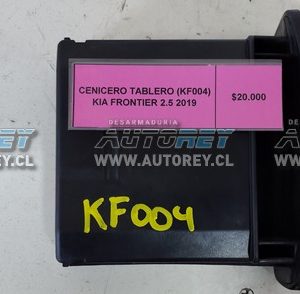 CENICERO TABLERO (KF004)
KIA FRONTIER 2.5 2019
$20.000
DESARMADURIA
AUTOREY
WWW.AUTOREY.CL
KF004